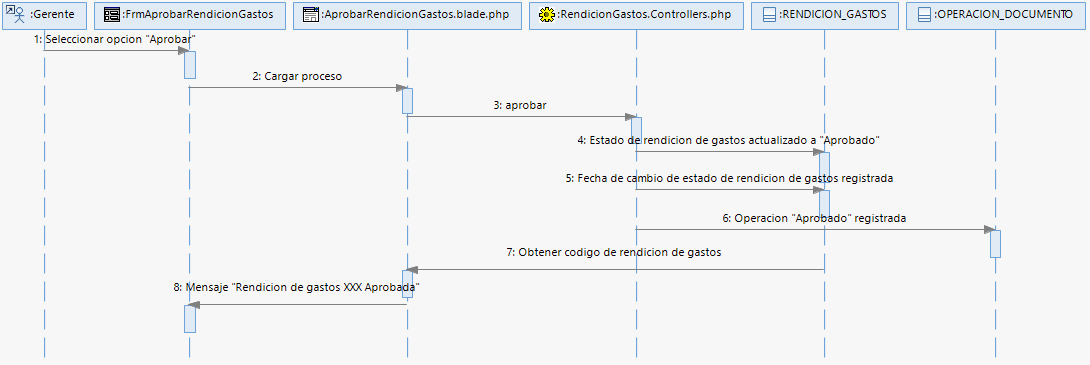 :Gerente
:FrmAprobarRendicionGastos
:AprobarRendicionGastos.blade.php
:RendicionGastos.Controllers.php
:RENDICION_GASTOS
:OPERACION_DOCUMENTO
1: Seleccionar opcion "Aprobar"
2: Cargar proceso
3: aprobar
4: Estado de rendicion de gastos actualizado a "Aprobado"
5: Fecha de cambio de estado de rendicion de gastos registrada
6: Operacion "Aprobado" registrada
7: Obtener codigo de rendicion de gastos
8: Mensaje "Rendicion de gastos XXX Aprobada"